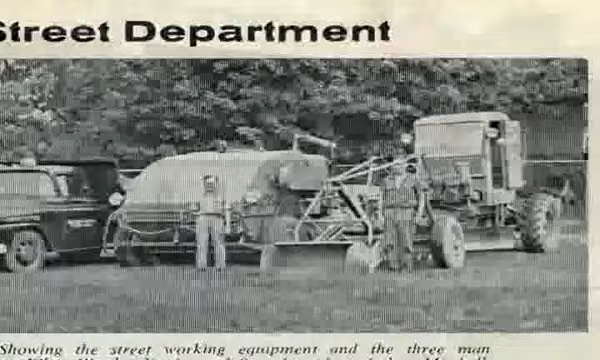 Street Department
Showing the street working equipment and the three man